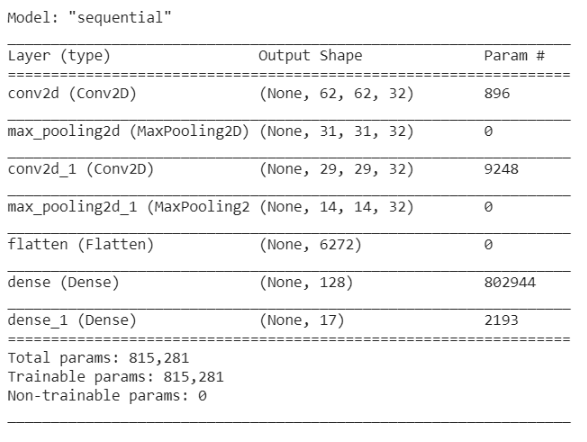 Model: "sequential"
Layer (type) Output Shape Param #
conv2d (Conv2D) (None, 62, 62, 32) 896
max_pooling2d (MaxPooling2D) (None, 31, 31, 32) 0
conv2d_1 (Conv2D) (None, 29, 29, 32) 9248
max_pooling2d_1 (MaxPooling2 (None, 14, 14, 32) 0
flatten (Flatten) (None, 6272) 0
dense (Dense) (None, 128) 802944
dense_1 (Dense) (None, 17) 2193
Total params: 815,281
Trainable params: 815,281
Non-trainable params: 0